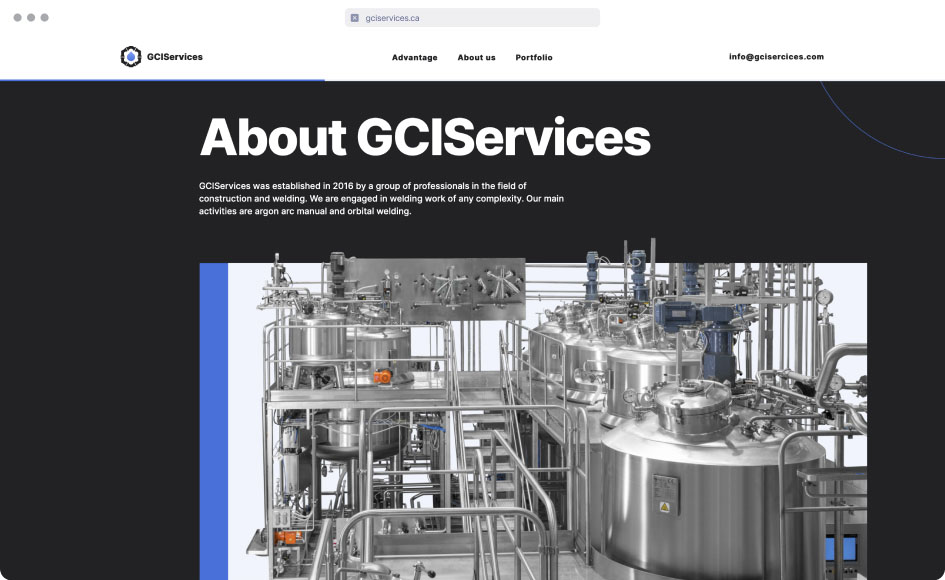 gciservices.ca
GCIServices
Advantage
About us
Portfolio
info@gcisercices.com
About GCIServices
GCIServices was established in 2016 by a group of professionals in the field of
construction and welding. We are engaged in welding work of any complexity. Our main
activities are argon arc manual and orbital welding.